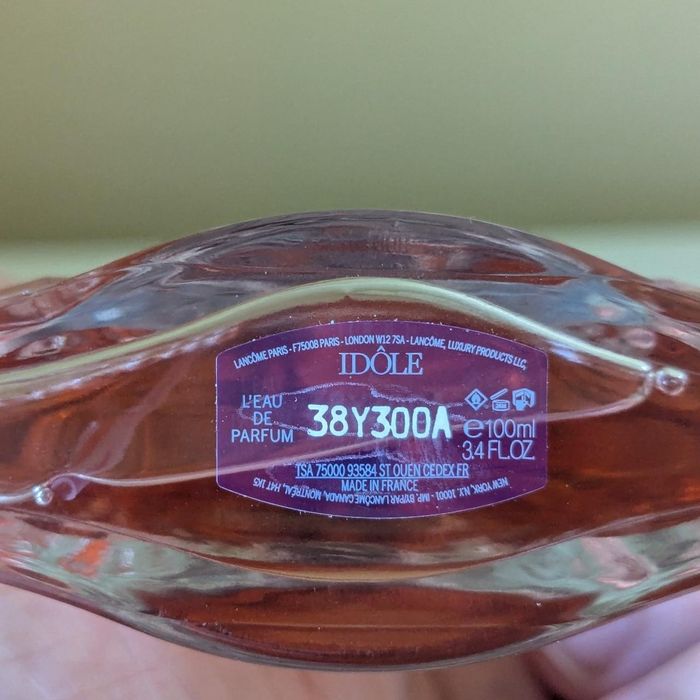 LANCÔME PARIS - F75008 PARIS - LONDON W12 7SA - LANCÔME, LUXURY PRODUCTS LLC,
IDÔLE
L'EAU
DE
PARFUM
38Y300A
e100ml
3.4 FL.OZ
TSA 75000 93584 ST OUEN CEDEX FR
MADE IN FRANCE
NEW YORK, N.Y. 10001. IMP. BY/PAR LANCÔME CANADA, MONTRÉAL, H4T 1K5